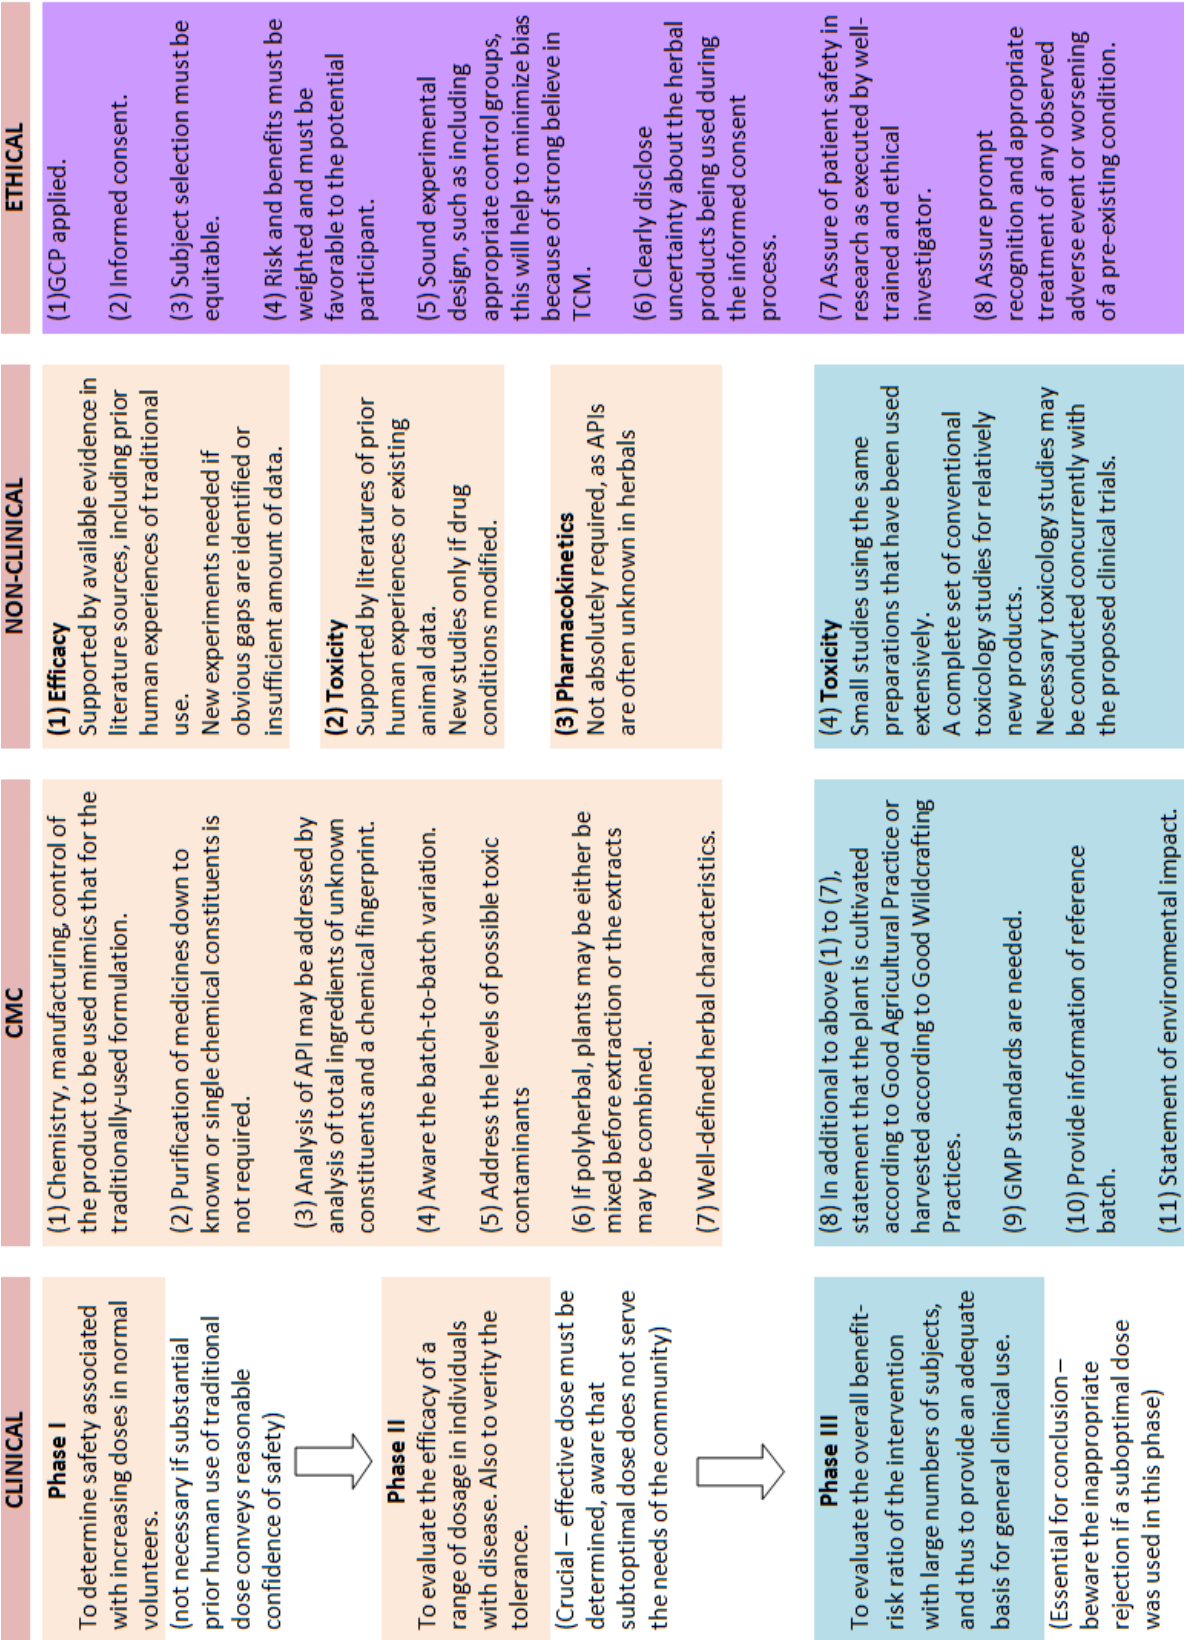 CLINICAL
Phase I
To determine safety associated
with increasing doses in normal
volunteers.
(not necessary if substantial
prior human use of traditional
dose conveys reasonable
confidence of safety)
Phase II
To evaluate the efficacy of a
range of dosage in individuals
with disease. Also to verity the
tolerance.
(Crucial – effective dose must be
determined, aware that
subtoptimal dose does not serve
the needs of the community)
Phase III
To evaluate the overall benefit-
risk ratio of the intervention
with large numbers of subjects,
and thus to provide an adequate
basis for general clinical use.
(Essential for conclusion –
beware the inappropriate
rejection if a suboptimal dose
was used in this phase)
CMC
(1) Chemistry, manufacturing, control of
the product to be used mimics that for the
traditionally-used formulation.
(2) Purification of medicines down to
known or single chemical constituents is
not required.
(3) Analysis of API may be addressed by
analysis of total ingredients of unknown
constituents and a chemical fingerprint.
(4) Aware the batch-to-batch variation.
(5) Address the levels of possible toxic
contaminants
(6) If polyherbal, plants may be either be
mixed before extraction or the extracts
may be combined.
(7) Well-defined herbal characteristics.
(8) In additional to above (1) to (7),
statement that the plant is cultivated
according to Good Agricultural Practice or
harvested according to Good Wildcrafting
Practices.
(9) GMP standards are needed.
(10) Provide information of reference
batch.
(11) Statement of environmental impact.
NON-CLINICAL
(1) Efficacy
Supported by available evidence in
literature sources, including prior
human experiences of traditional
use.
New experiments needed if
obvious gaps are identified or
insufficient amount of data.
(2) Toxicity
Supported by literatures of prior
human experiences or existing
animal data.
New studies only if drug
conditions modified.
(3) Pharmacokinetics
Not absolutely required, as APIs
are often unknown in herbals
(4) Toxicity
Small studies using the same
preparations that have been used
extensively.
A complete set of conventional
toxicology studies for relatively
new products.
Necessary toxicology studies may
be conducted concurrently with
the proposed clinical trials.
ETHICAL
(1)GCP applied.
(2) Informed consent.
(3) Subject selection must be
equitable.
(4) Risk and benefits must be
weighted and must be
favorable to the potential
participant.
(5) Sound experimental
design, such as including
appropriate control groups,
this will help to minimize bias
because of strong believe in
TCM.
(6) Clearly disclose
uncertainty about the herbal
products being used during
the informed consent
process.
(7) Assure of patient safety in
research as executed by well-
trained and ethical
investigator.
(8) Assure prompt
recognition and appropriate
treatment of any observed
adverse event or worsening
of a pre-existing condition.